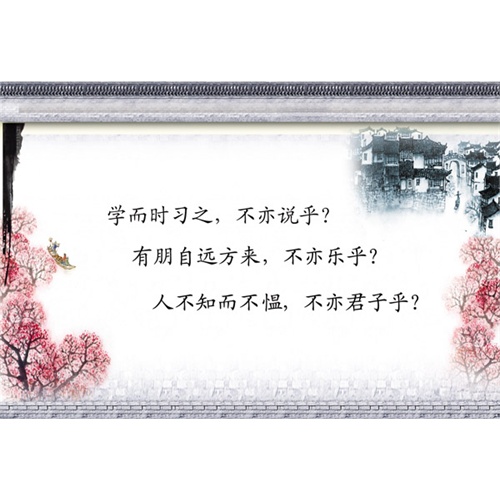 学而时习之，不亦说乎？
有朋自远方来，不亦乐乎？
人不知而不愠，不亦君子乎？